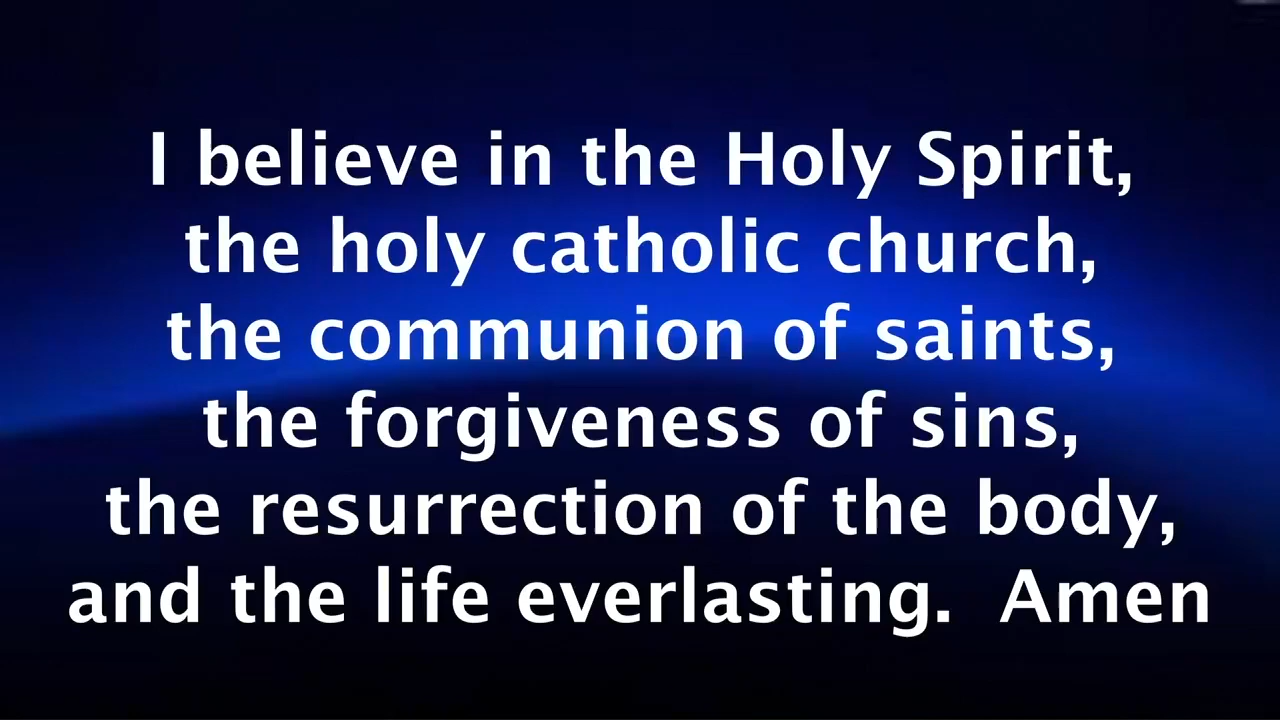 I believe in the Holy Spirit,
the holy catholic church,
the communion of saints,
the forgiveness of sins,
the resurrection of the body,
and the life everlasting.  Amen